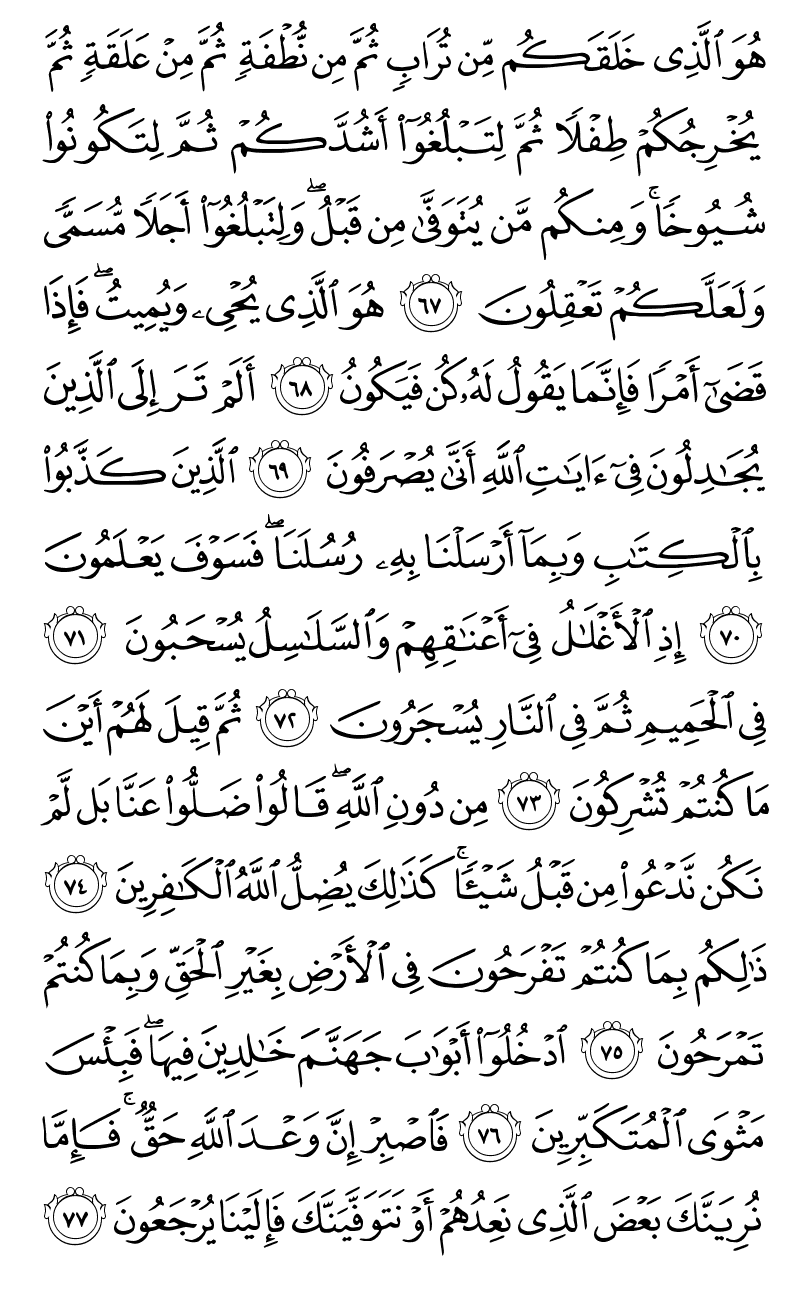 هُوَ ٱلَّذِى خَلَقَكُم مِّن تُرَابٍ ثُمَّ مِن نُّطْفَةٍ ثُمَّ مِنْ عَلَقَةٍ ثُمَّ
يُخْرِجُكُمْ طِفْلًا ثُمَّ لِتَبْلُغُوٓا۟ أَشُدَّكُمْ ثُمَّ لِتَكُونُوا۟
شُيُوخًا ۚ وَمِنكُم مَّن يُتَوَفَّىٰ مِن قَبْلُ ۖ وَلِتَبْلُغُوٓا۟ أَجَلًا مُّسَمًّى
وَلَعَلَّكُمْ تَعْقِلُونَ ٦٧ هُوَ ٱلَّذِى يُحْىِۦ وَيُمِيتُ ۖ فَإِذَا
قَضَىٰٓ أَمْرًا فَإِنَّمَا يَقُولُ لَهُۥ كُن فَيَكُونُ ٦٨ أَلَمْ تَرَ إِلَى ٱلَّذِينَ
يُجَـٰدِلُونَ فِىٓ ءَايَـٰتِ ٱللَّهِ أَنَّىٰ يُصْرَفُونَ ٦٩ ٱلَّذِينَ كَذَّبُوا۟
بِٱلْكِتَـٰبِ وَبِمَآ أَرْسَلْنَا بِهِۦ رُسُلَنَا ۖ فَسَوْفَ يَعْلَمُونَ
٧٠ إِذِ ٱلْأَغْلَـٰلُ فِىٓ أَعْنَـٰقِهِمْ وَٱلسَّلَـٰسِلُ يُسْحَبُونَ ٧١
فِى ٱلْحَمِيمِ ثُمَّ فِى ٱلنَّارِ يُسْجَرُونَ ٧٢ ثُمَّ قِيلَ لَهُمْ أَيْنَ
مَا كُنتُمْ تُشْرِكُونَ ٧٣ مِن دُونِ ٱللَّهِ ۖ قَالُوا۟ ضَلُّوا۟ عَنَّا بَل لَّمْ
نَكُن نَّدْعُوا۟ مِن قَبْلُ شَيْـًٔا ۚ كَذَٰلِكَ يُضِلُّ ٱللَّهُ ٱلْكَـٰفِرِينَ ٧٤
ذَٰلِكُم بِمَا كُنتُمْ تَفْرَحُونَ فِى ٱلْأَرْضِ بِغَيْرِ ٱلْحَقِّ وَبِمَا كُنتُمْ
تَمْرَحُونَ ٧٥ ٱدْخُلُوٓا۟ أَبْوَٰبَ جَهَنَّمَ خَـٰلِدِينَ فِيهَا ۖ فَبِئْسَ
مَثْوَى ٱلْمُتَكَبِّرِينَ ٧٦ فَٱصْبِرْ إِنَّ وَعْدَ ٱللَّهِ حَقٌّ ۚ فَإِمَّا
نُرِيَنَّكَ بَعْضَ ٱلَّذِى نَعِدُهُمْ أَوْ نَتَوَفَّيَنَّكَ فَإِلَيْنَا يُرْجَعُونَ ٧٧